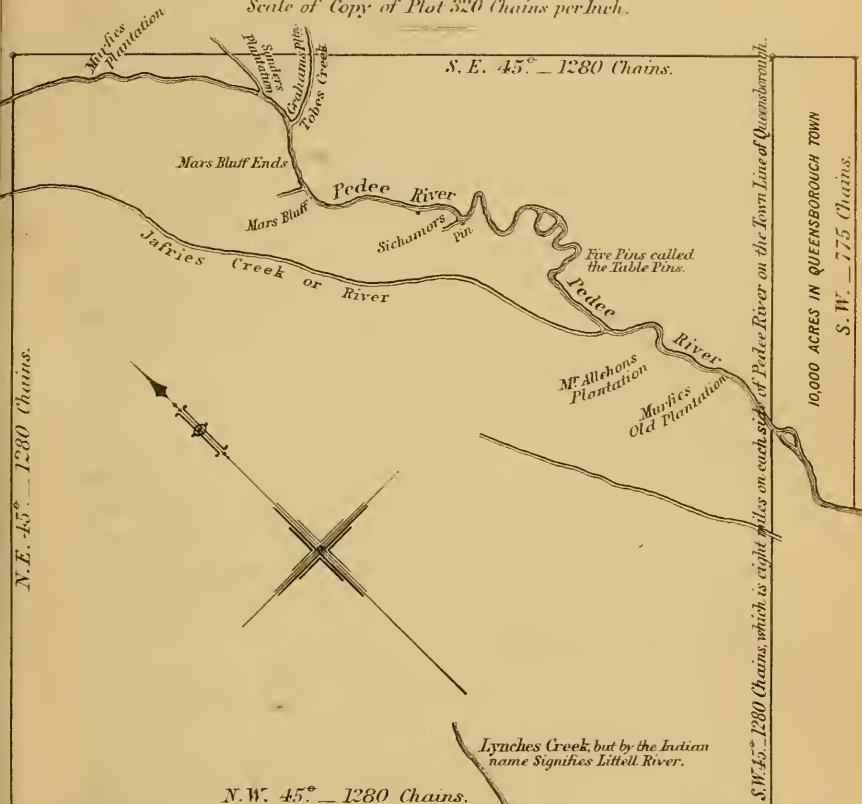 Scale of Copy of Plat 320 Chains per Inch.
S. E. 45.° _ 1280 Chains.
Murfies
Plantation
Sanders
Plantation
Grahams Pltn.
Tobes Creek
Mars Bluff Ends
Mars Bluff
Pedee River
Sichamors
Pin
Five Pins called
the Table Pins.
Jafries Creek or River
Pedee River
Mr. Allehons
Plantation
Murfies
Old Plantation
10,000 ACRES IN QUEENSBOROUGH TOWN
S. W. _ 775 Chains.
S.W. 45.° _ 1280 Chains, which is eight miles on each side of Pedee River on the Town Line of Queensborough.
N.E. 45.° _ 1280 Chains.
Lynches Creek, but by the Indian
name Signifies Littell River.
N.W. 45.° _ 1280 Chains.